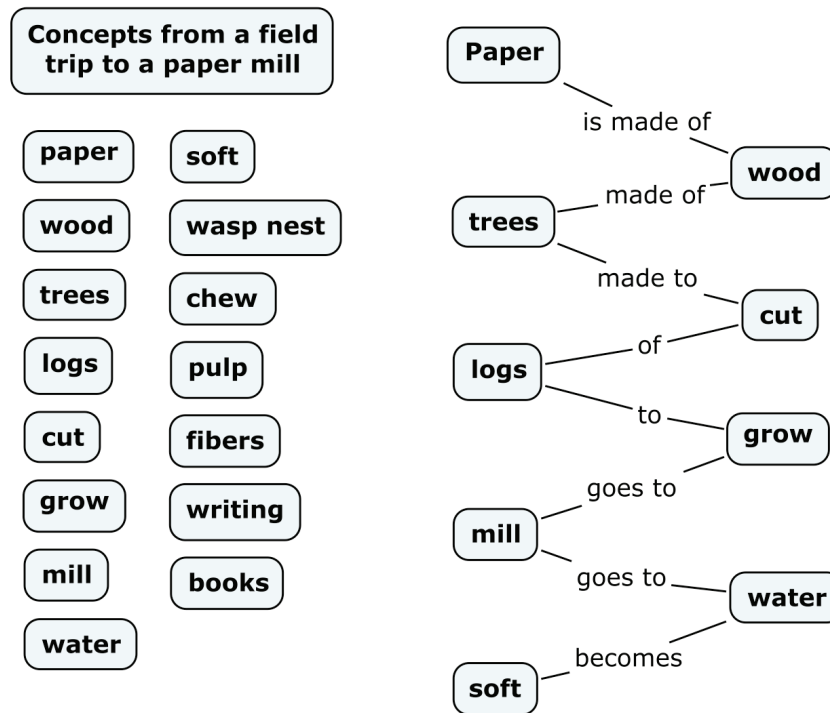 Concepts from a field
trip to a paper mill
paper
soft
wood
wasp nest
trees
chew
logs
pulp
cut
fibers
grow
writing
mill
books
water
Paper
is made of
wood
made of
trees
made to
cut
of
logs
to
grow
goes to
mill
goes to
water
becomes
soft